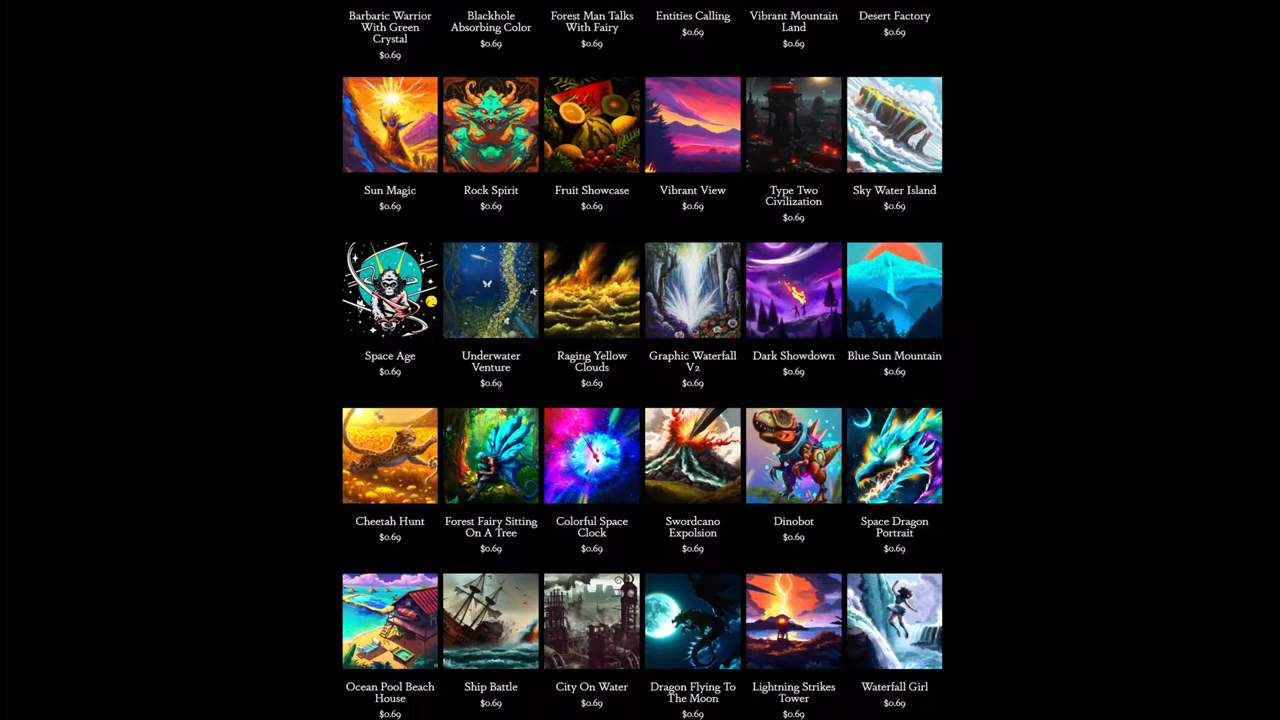 Barbaric Warrior
With Green
Crystal
$0.69
Blackhole
Absorbing Color
$0.69
Forest Man Talks
With Fairy
$0.69
Entities Calling
$0.69
Vibrant Mountain
Land
$0.69
Desert Factory
$0.69
Sun Magic
$0.69
Rock Spirit
$0.69
Fruit Showcase
$0.69
Vibrant View
$0.69
Type Two
Civilization
$0.69
Sky Water Island
$0.69
Space Age
$0.69
Underwater
Venture
$0.69
Raging Yellow
Clouds
$0.69
Graphic Waterfall
V2
$0.69
Dark Showdown
$0.69
Blue Sun Mountain
$0.69
Cheetah Hunt
$0.69
Forest Fairy Sitting
On A Tree
$0.69
Colorful Space
Clock
$0.69
Swordcano
Expolsion
$0.69
Dinobot
$0.69
Space Dragon
Portrait
$0.69
Ocean Pool Beach
House
$0.69
Ship Battle
$0.69
City On Water
$0.69
Dragon Flying To
The Moon
$0.69
Lightning Strikes
Tower
$0.69
Waterfall Girl
$0.69